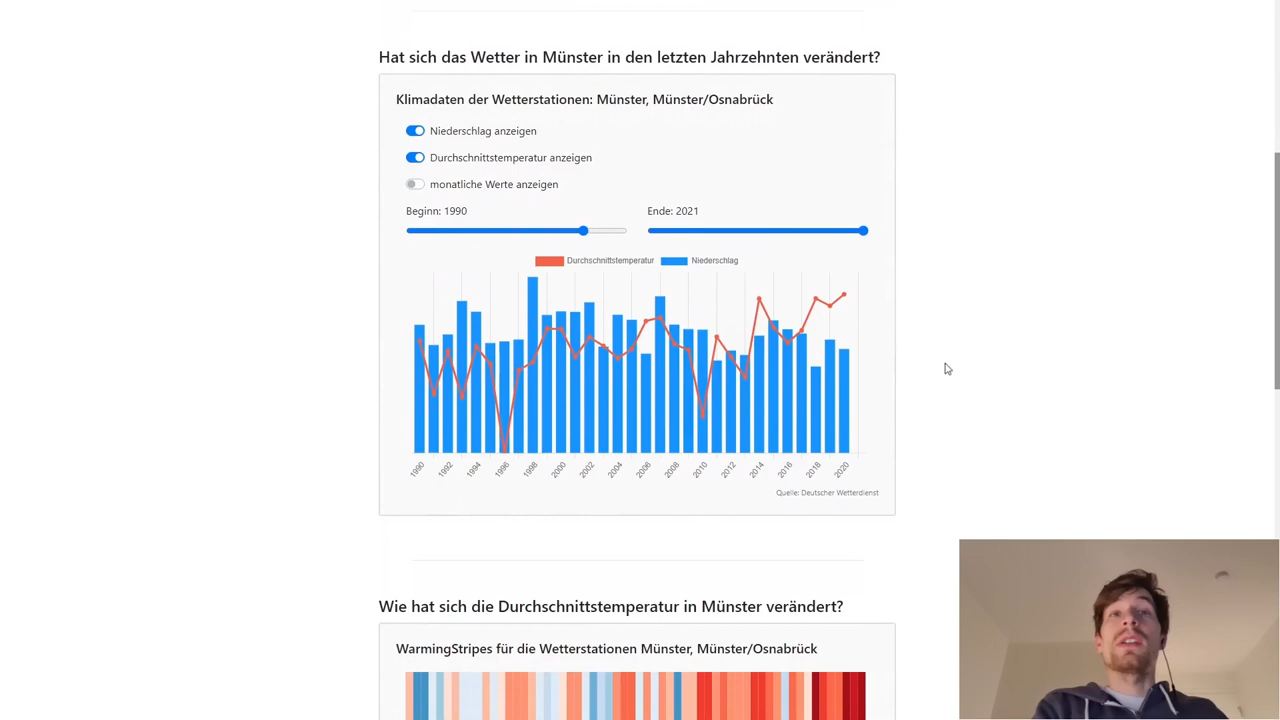 Hat sich das Wetter in Münster in den letzten Jahrzehnten verändert?
Klimadaten der Wetterstationen: Münster, Münster/Osnabrück
Niederschlag anzeigen
Durchschnittstemperatur anzeigen
monatliche Werte anzeigen
Beginn: 1990 Ende: 2021
Durchschnittstemperatur Niederschlag
1990 1992 1994 1996 1998 2000 2002 2004 2006 2008 2010 2012 2014 2016 2018 2020
Quelle: Deutscher Wetterdienst
Wie hat sich die Durchschnittstemperatur in Münster verändert?
WarmingStripes für die Wetterstationen Münster, Münster/Osnabrück